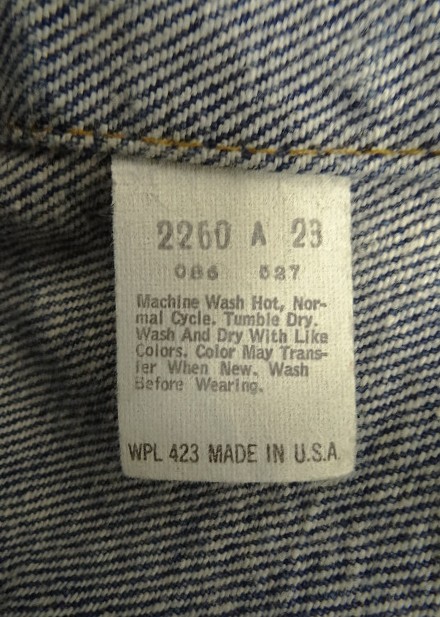 2260 A 23
086 527
Machine Wash Hot, Nor-
mal Cycle. Tumble Dry.
Wash And Dry With Like
Colors. Color May Trans-
fer When New. Wash
Before Wearing.
WPL 423 MADE IN U.S.A.